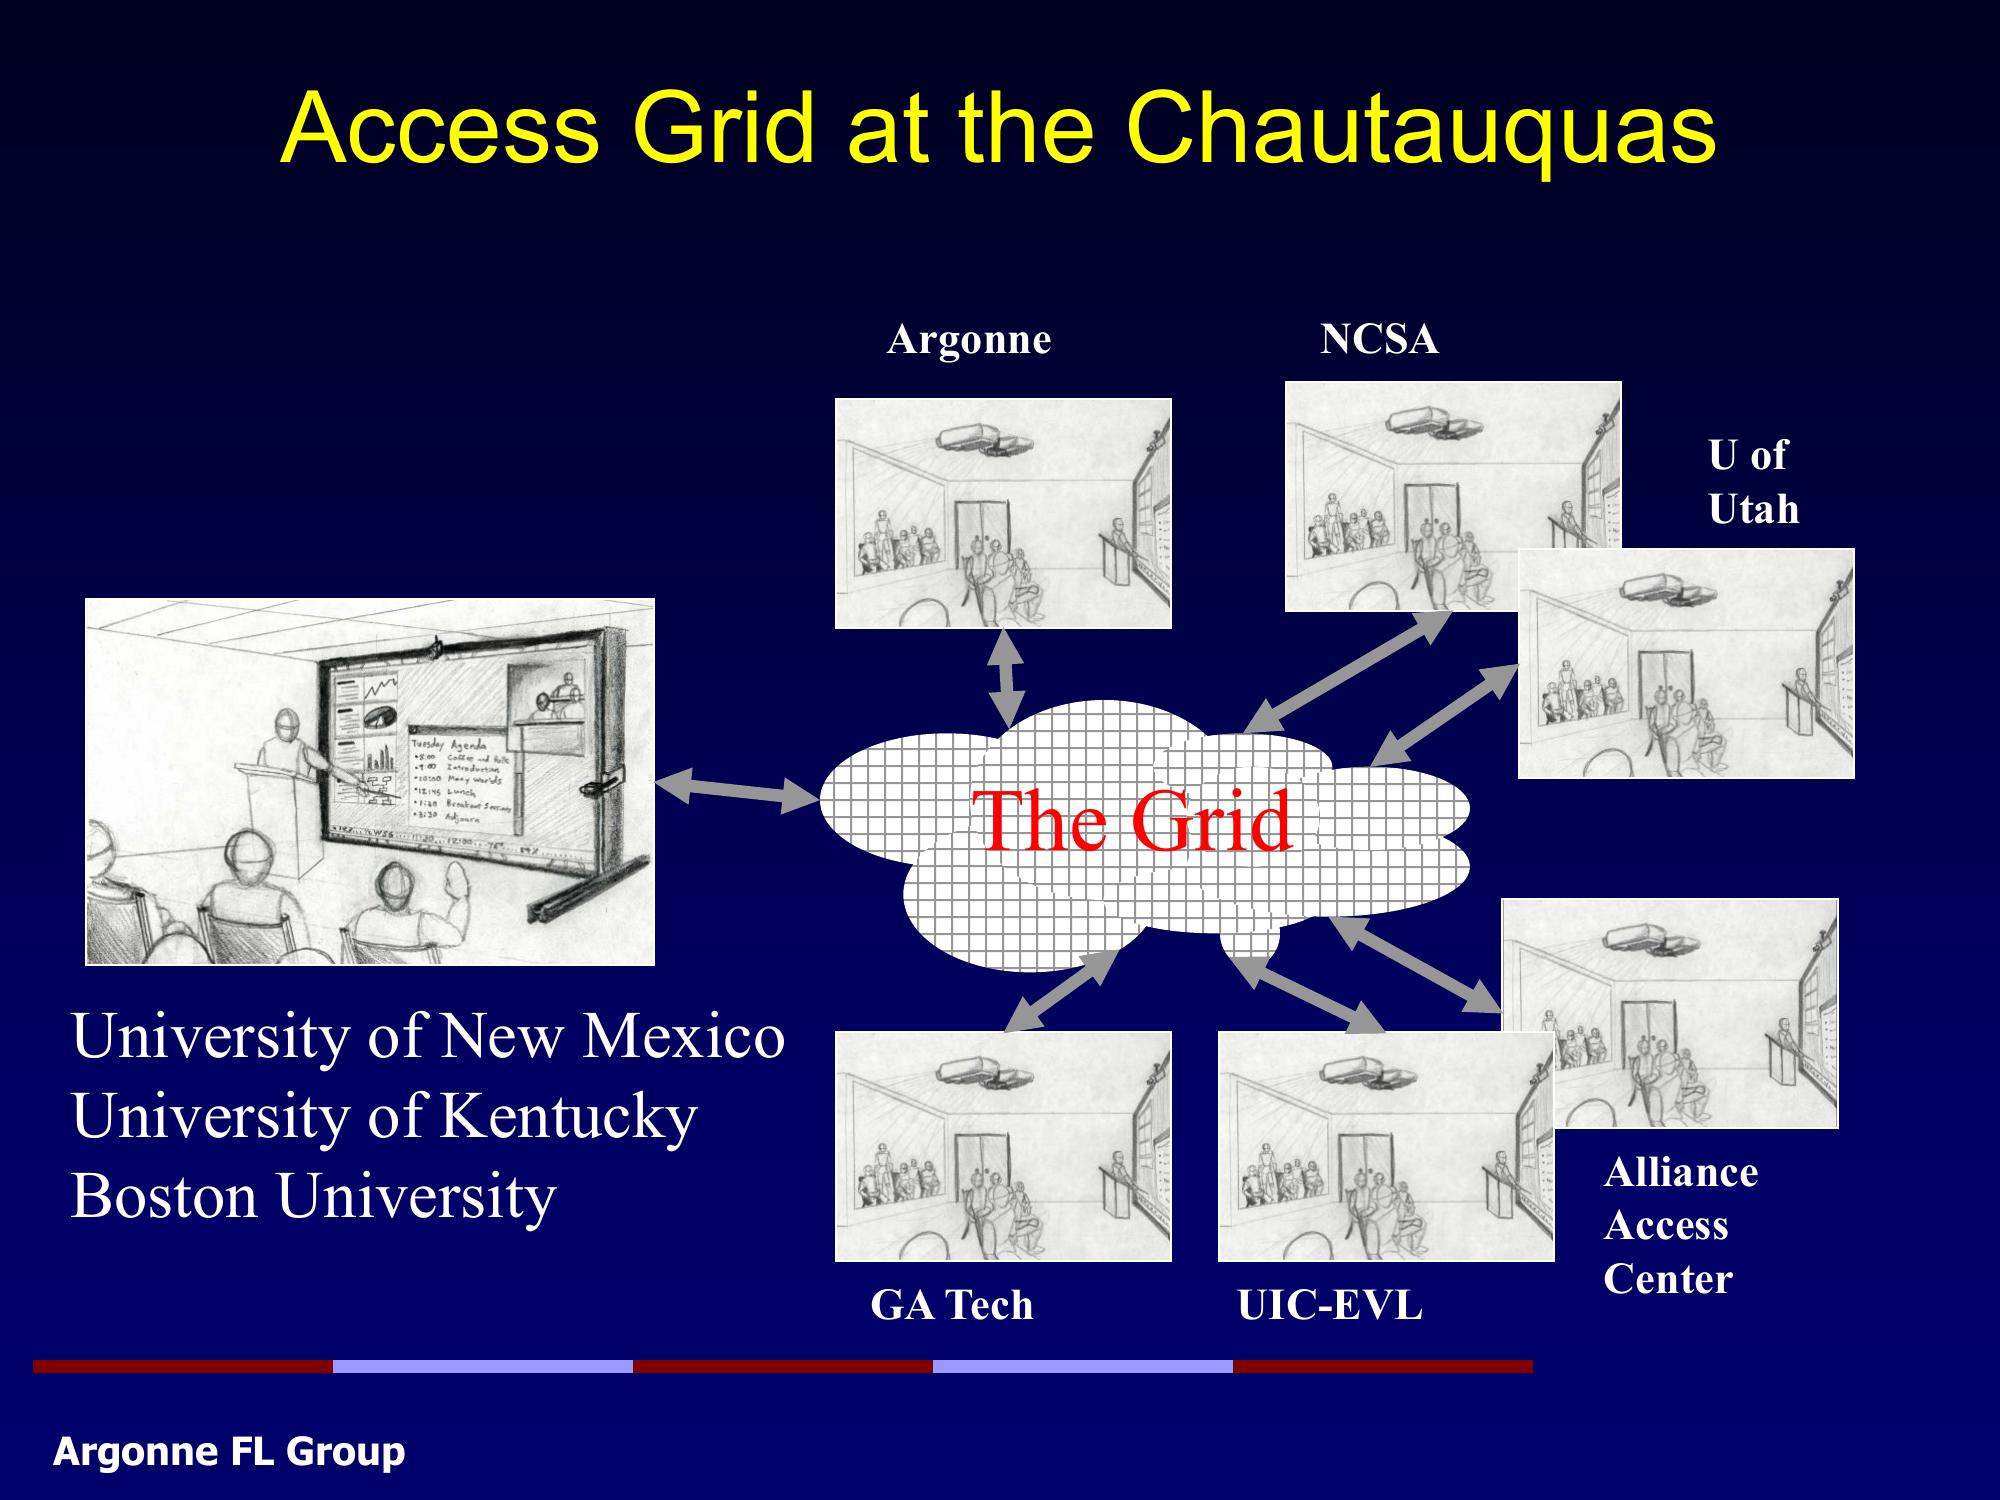 Access Grid at the Chautauquas
Argonne
NCSA
U of
Utah
Tuesday Agenda
•8:00 Coffee and Rolls
•9:00 Introduction
•10:00 Many Worlds
•12:45 Lunch
•1:30 Breakout Sessions
•3:30 Adjourn
The Grid
University of New Mexico
University of Kentucky
Boston University
Alliance
Access
Center
GA Tech
UIC-EVL
Argonne FL Group